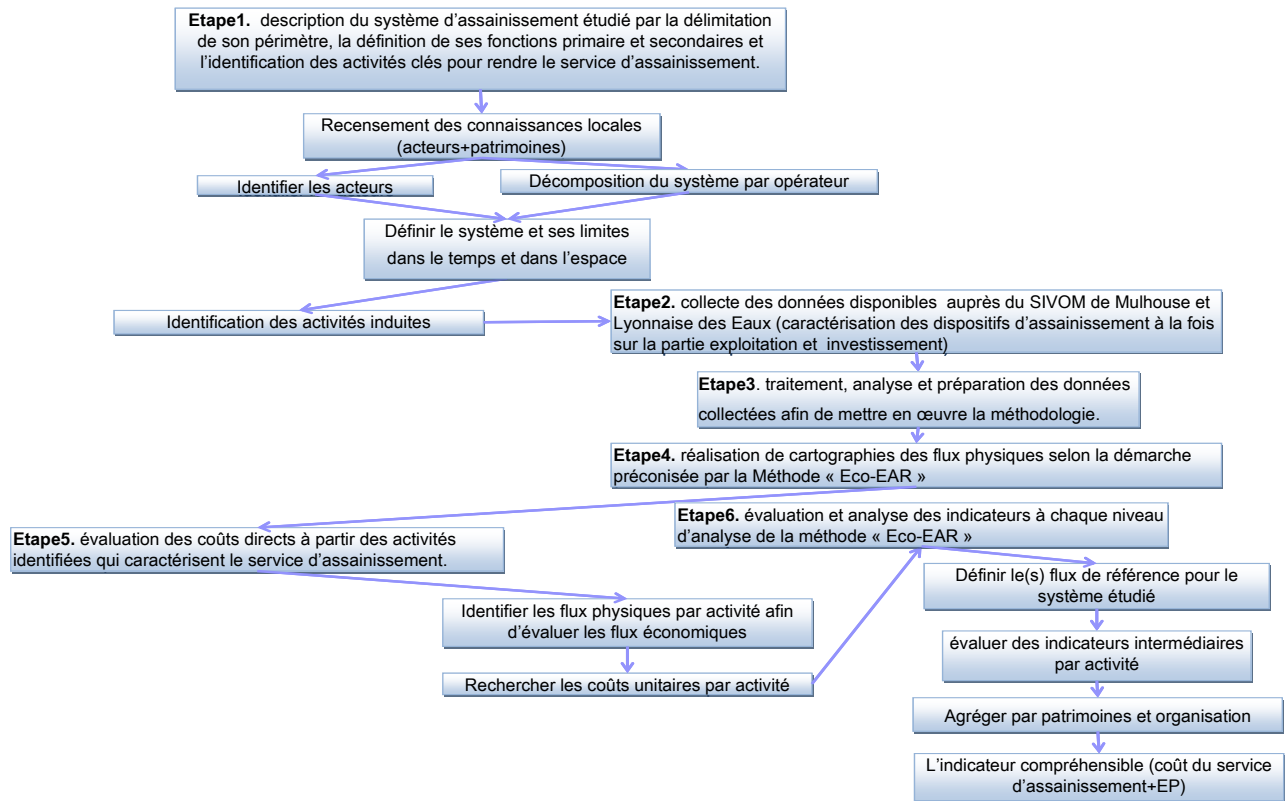 Etape1. description du système d'assainissement étudié par la délimitation
de son périmètre, la définition de ses fonctions primaire et secondaires et
l'identification des activités clés pour rendre le service d'assainissement.
Recensement des connaissances locales
(acteurs+patrimoines)
Identifier les acteurs
Décomposition du système par opérateur
Définir le système et ses limites
dans le temps et dans l'espace
Identification des activités induites
Etape2. collecte des données disponibles auprès du SIVOM de Mulhouse et
Lyonnaise des Eaux (caractérisation des dispositifs d'assainissement à la fois
sur la partie exploitation et investissement)
Etape3. traitement, analyse et préparation des données
collectées afin de mettre en œuvre la méthodologie.
Etape4. réalisation de cartographies des flux physiques selon la démarche
préconisée par la Méthode « Eco-EAR »
Etape5. évaluation des coûts directs à partir des activités
identifiées qui caractérisent le service d'assainissement.
Identifier les flux physiques par activité afin
d'évaluer les flux économiques
Rechercher les coûts unitaires par activité
Etape6. évaluation et analyse des indicateurs à chaque niveau
d'analyse de la méthode « Eco-EAR »
Définir le(s) flux de référence pour le
système étudié
évaluer des indicateurs intermédiaires
par activité
Agréger par patrimoines et organisation
L'indicateur compréhensible (coût du service
d'assainissement+EP)